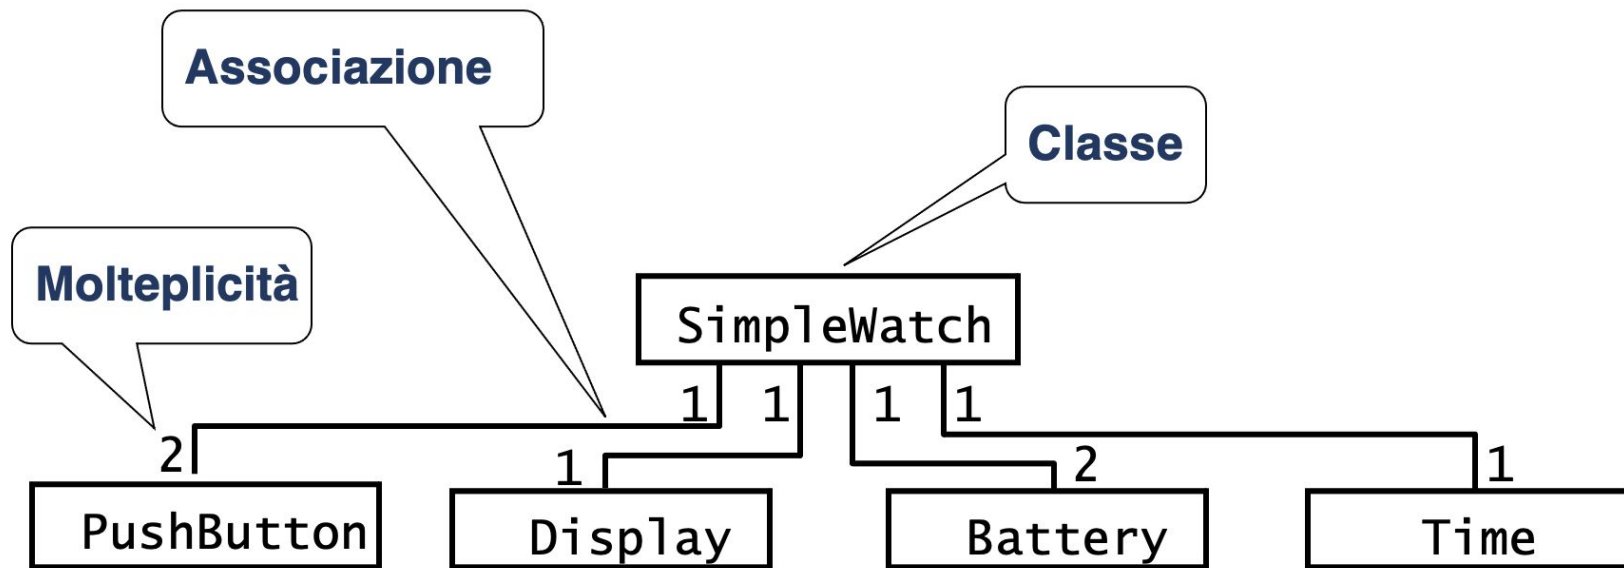 Associazione
Classe
Molteplicità
SimpleWatch
1 1 1 1
2 1 2 1
PushButton Display Battery Time